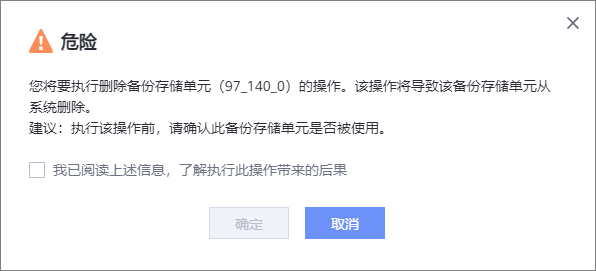 危险
您将要执行删除备份存储单元（97_140_0）的操作。该操作将导致该备份存储单元从
系统删除。
建议：执行该操作前，请确认此备份存储单元是否被使用。
我已阅读上述信息，了解执行此操作带来的后果
确定
取消